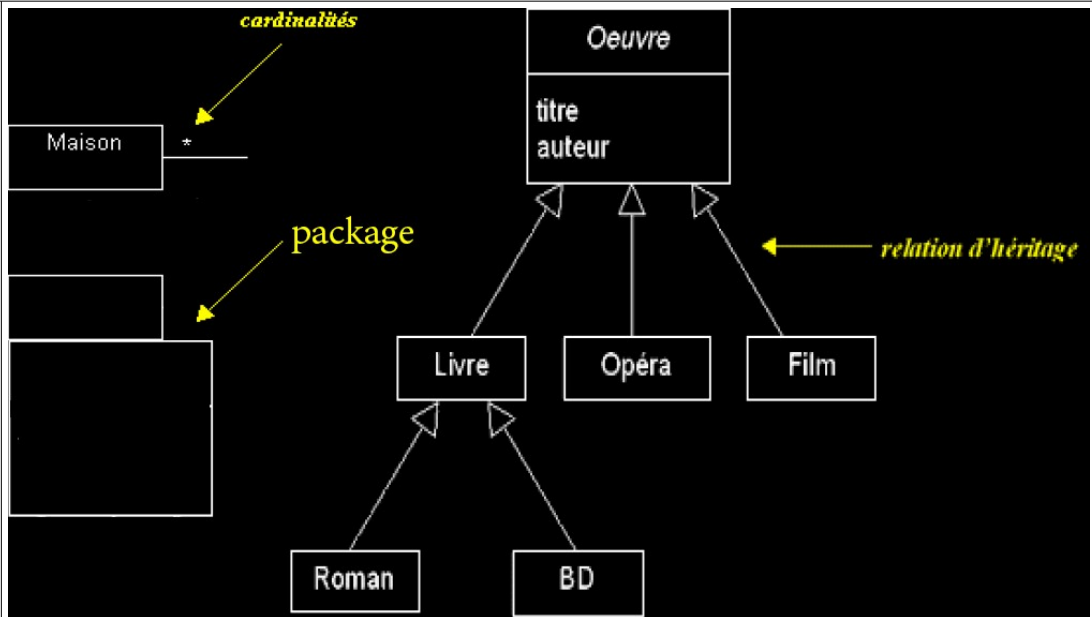 cardinalités
Oeuvre
titre
auteur
Maison
*
package
relation d'héritage
Livre
Opéra
Film
Roman
BD